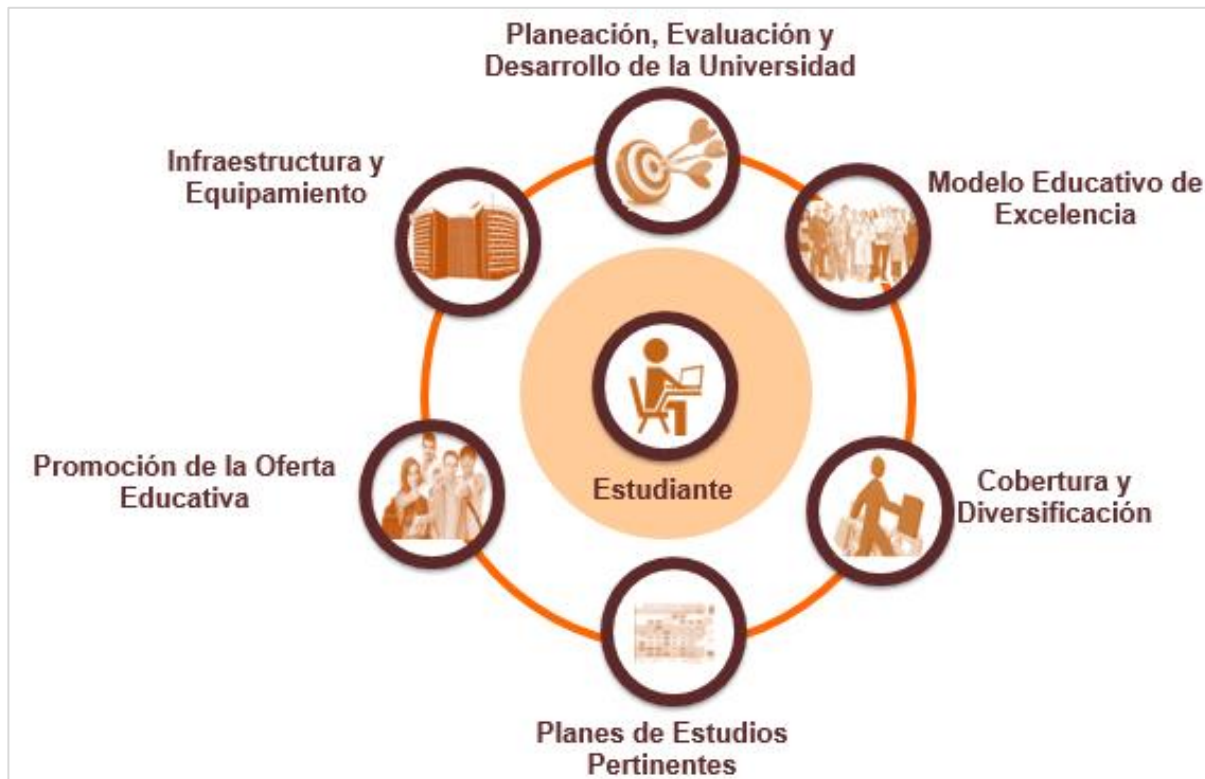 Planeación, Evaluación y
Desarrollo de la Universidad
Infraestructura y
Equipamiento
Modelo Educativo de
Excelencia
Promoción de la Oferta
Educativa
Estudiante
Cobertura y
Diversificación
Planes de Estudios
Pertinentes